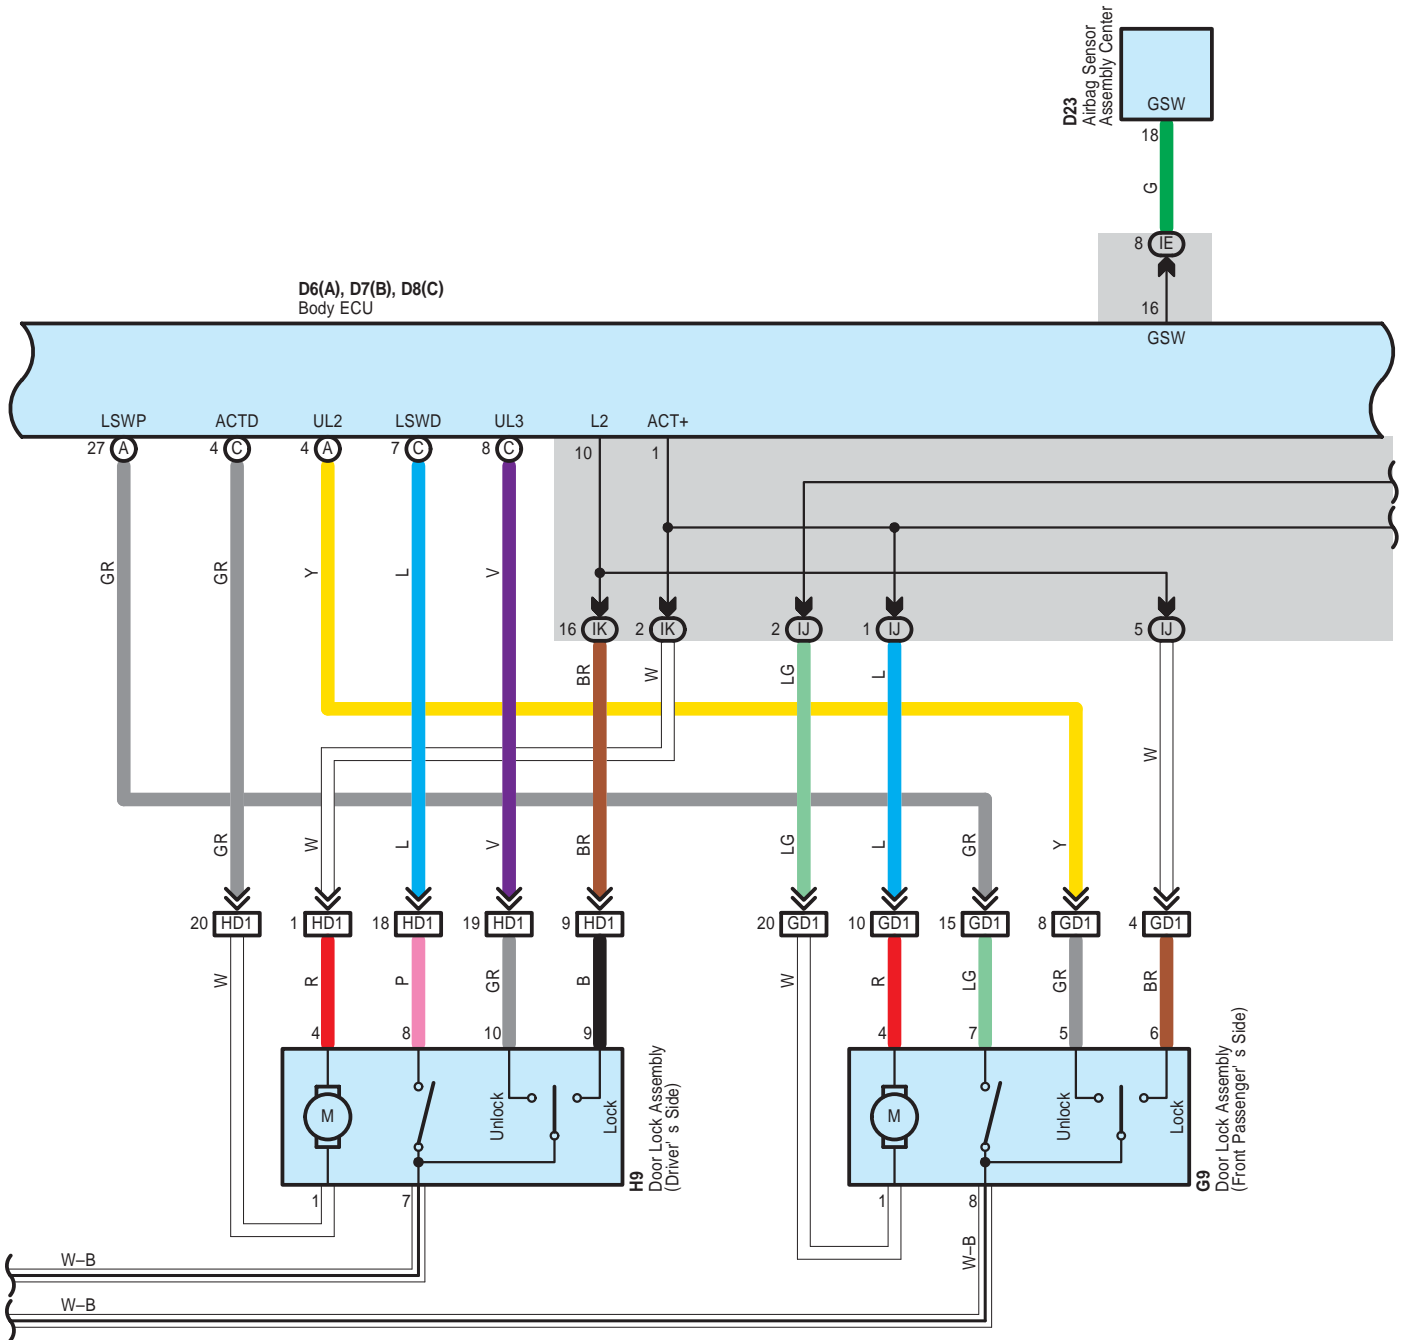 D23
Airbag Sensor
Assembly Center
GSW
18
G
8 IE
16
GSW
D6(A), D7(B), D8(C)
Body ECU
LSWP ACTD UL2 LSWD UL3 L2 ACT+
27 A 4 C 4 A 7 C 8 C 10 1
GR GR Y L V
16 IK 2 IK 2 IJ 1 IJ 5 IJ
BR W LG L
W
GR W L V BR LG L GR Y
20 HD1 1 HD1 18 HD1 19 HD1 9 HD1 20 GD1 10 GD1 15 GD1 8 GD1 4 GD1
W R P GR B W R LG GR BR
4 8 10 9 4 7 5 6
M Unlock Lock M Unlock Lock
H9
Door Lock Assembly
(Driver' s Side)
G9
Door Lock Assembly
(Front Passenger' s Side)
1 7 1 8
W–B
W–B
W–B